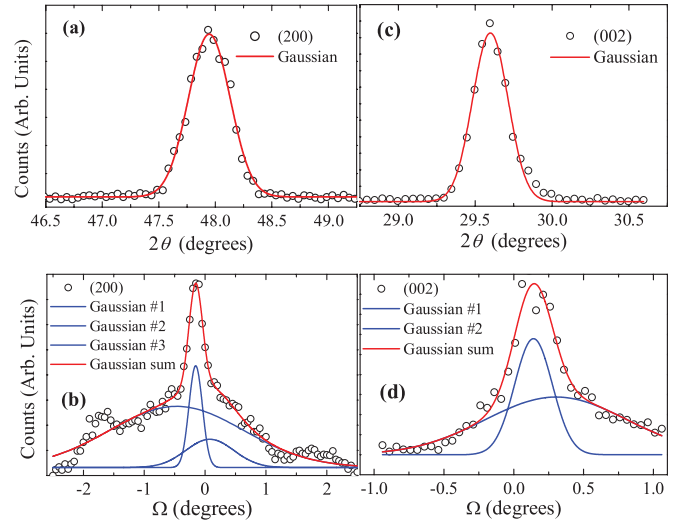 (a)
(200)
Gaussian
Counts (Arb. Units)
46.5 47.0 47.5 48.0 48.5 49.0
2θ (degrees)
(c)
(002)
Gaussian
29.0 29.5 30.0 30.5
2θ (degrees)
(200)
Gaussian #1
Gaussian #2
Gaussian #3
Gaussian sum
(b)
Counts (Arb. Units)
-2 -1 0 1 2
Ω (degrees)
(002)
Gaussian #1
Gaussian #2
Gaussian sum
(d)
-1.0 -0.5 0.0 0.5 1.0
Ω (degrees)